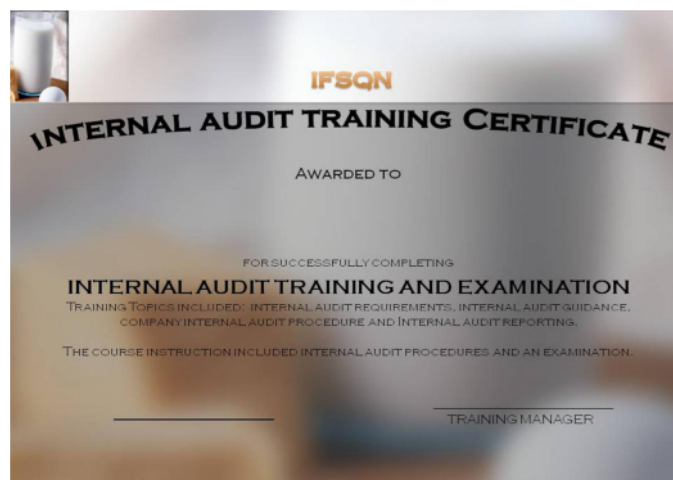 IFSQN
INTERNAL AUDIT TRAINING CERTIFICATE
AWARDED TO
FOR SUCCESSFULLY COMPLETING
INTERNAL AUDIT TRAINING AND EXAMINATION
TRAINING TOPICS INCLUDED: INTERNAL AUDIT REQUIREMENTS, INTERNAL AUDIT GUIDANCE,
COMPANY INTERNAL AUDIT PROCEDURE AND INTERNAL AUDIT REPORTING.
THE COURSE INSTRUCTION INCLUDED INTERNAL AUDIT PROCEDURES AND AN EXAMINATION.
TRAINING MANAGER